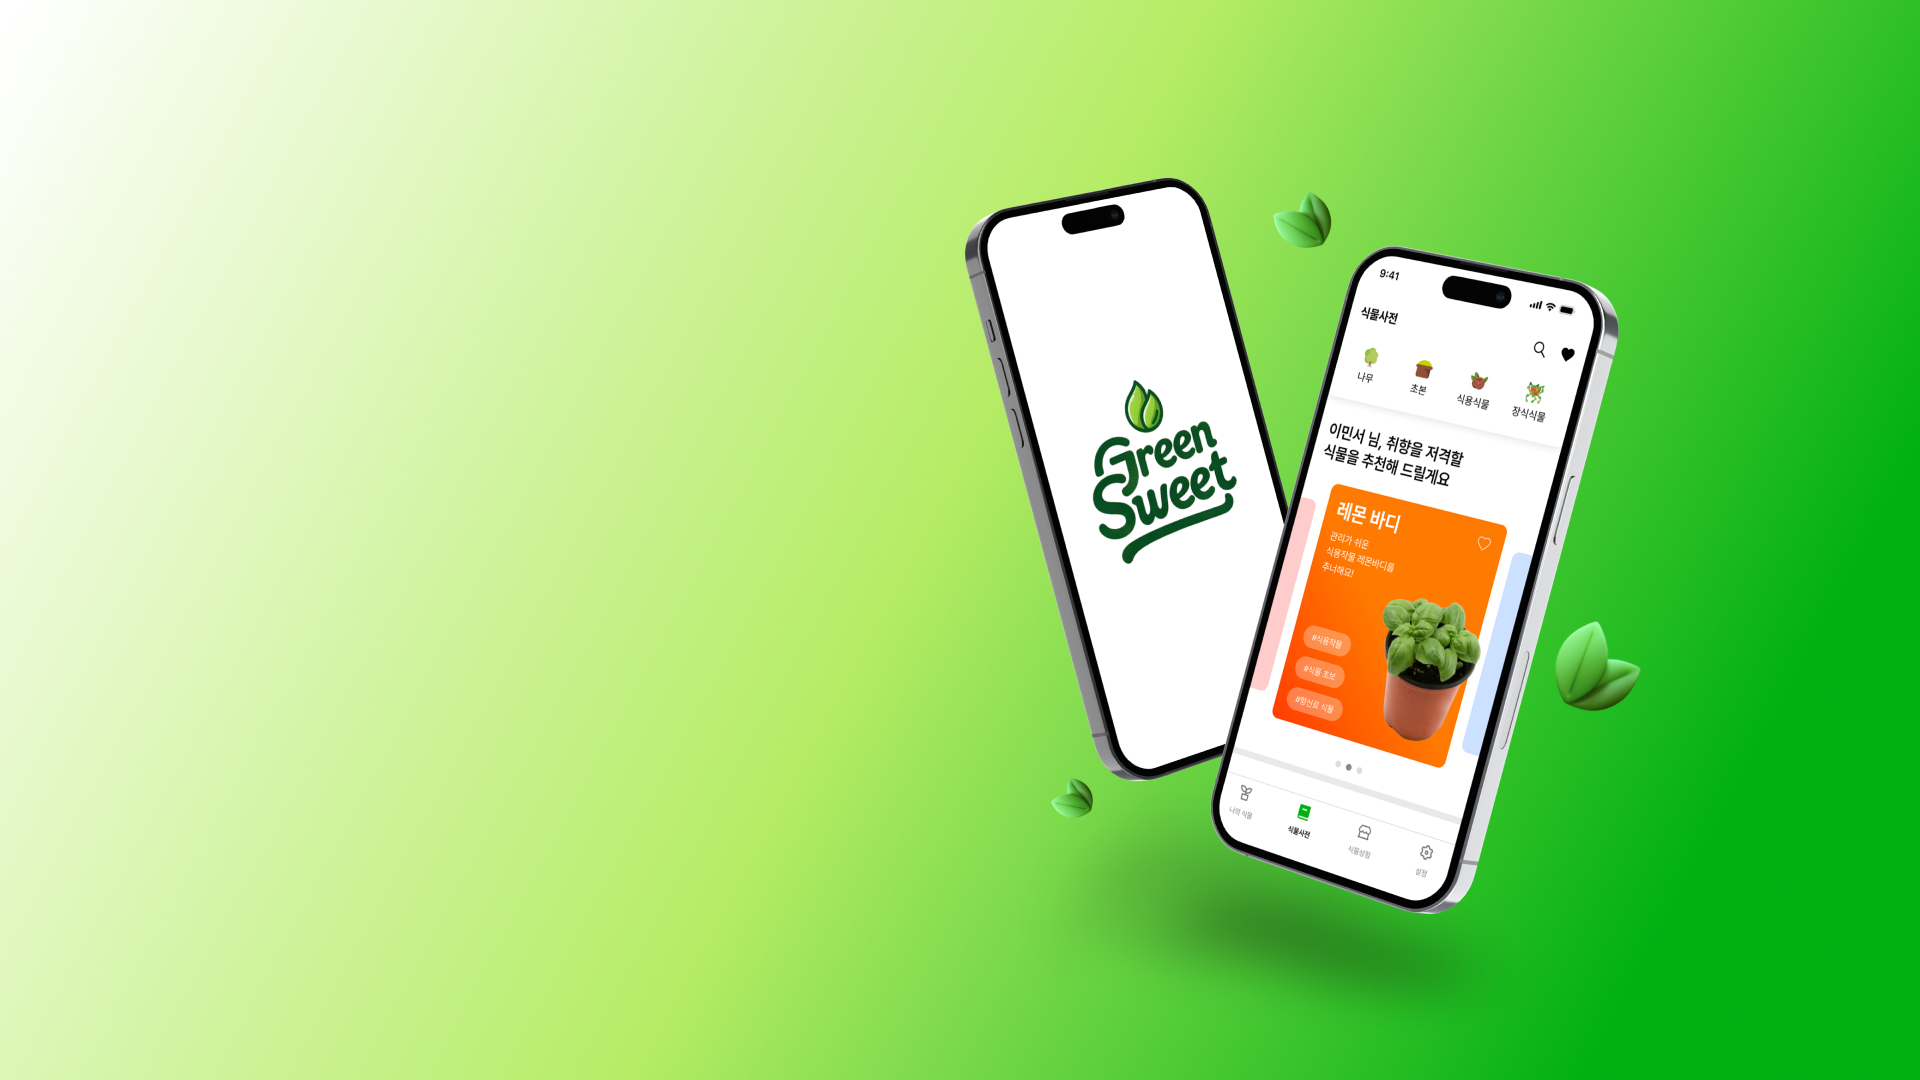 Green
Sweet
9:41
식물사전
나무
초본
식용식물
장식식물
이민서 님, 취향을 저격할
식물을 추천해 드릴게요
레몬 바디
관리가 쉬운
식용작물 레몬바디를
추너해요!
#식용작물
#식물 초보
#향신료 식물
나의 식물
식물사전
식물상점
설정